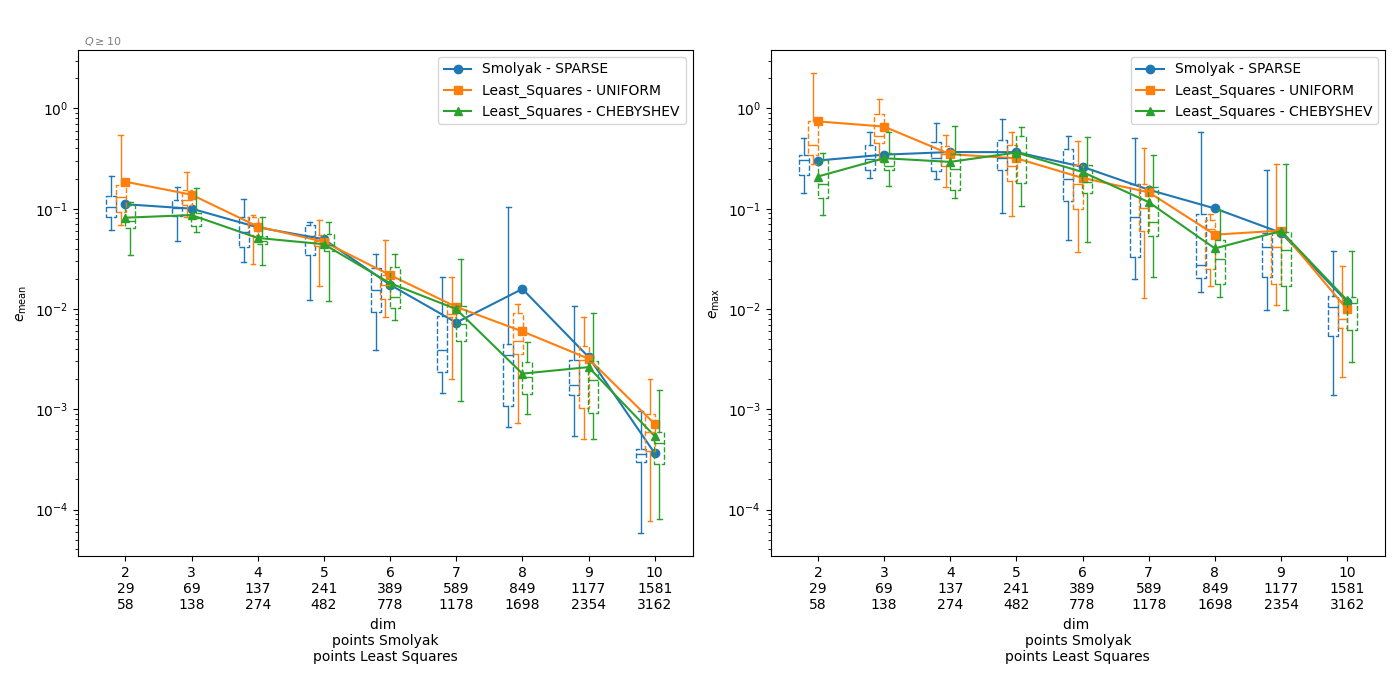 Q ≥ 10
Smolyak - SPARSE
Least_Squares - UNIFORM
Least_Squares - CHEBYSHEV
10⁰
10⁻¹
10⁻²
10⁻³
10⁻⁴
e_mean
2 3 4 5 6 7 8 9 10
29 69 137 241 389 589 849 1177 1581
58 138 274 482 778 1178 1698 2354 3162
dim
points Smolyak
points Least Squares
Smolyak - SPARSE
Least_Squares - UNIFORM
Least_Squares - CHEBYSHEV
10⁰
10⁻¹
10⁻²
10⁻³
10⁻⁴
e_max
2 3 4 5 6 7 8 9 10
29 69 137 241 389 589 849 1177 1581
58 138 274 482 778 1178 1698 2354 3162
dim
points Smolyak
points Least Squares